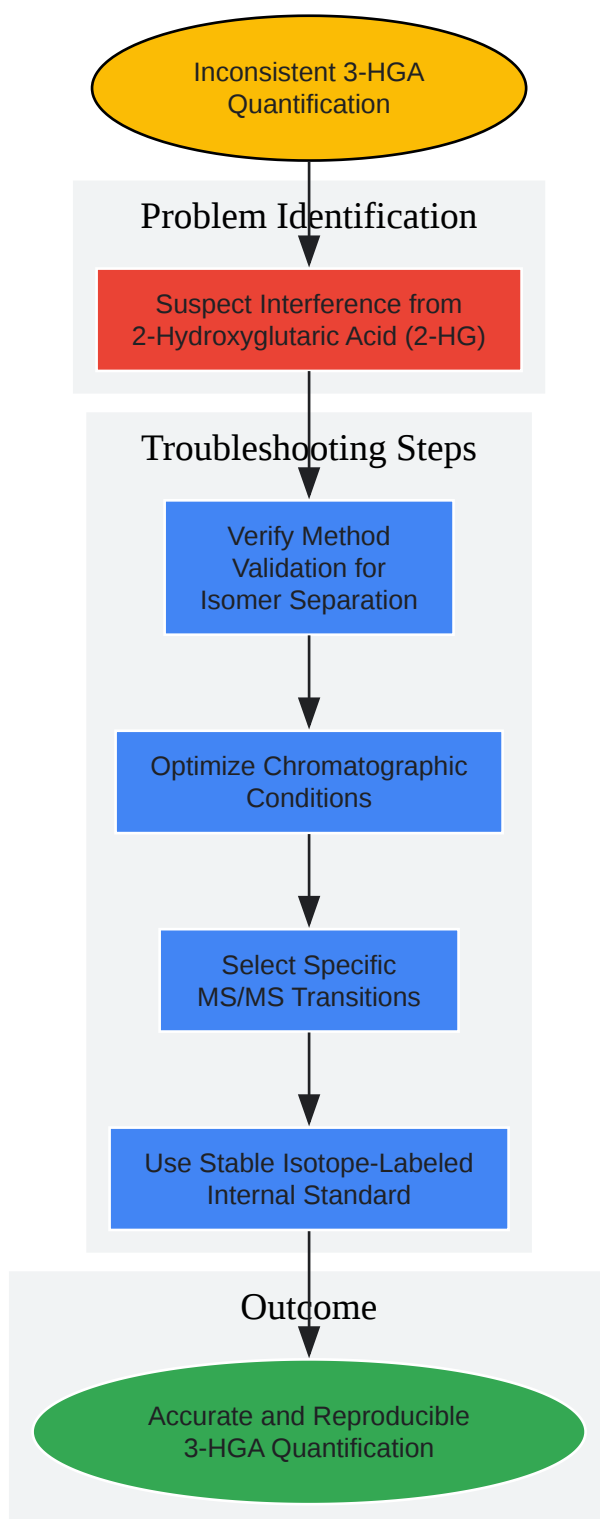 Inconsistent 3-HGA
Quantification
Problem Identification
Suspect Interference from
2-Hydroxyglutaric Acid (2-HG)
Troubleshooting Steps
Verify Method
Validation for
Isomer Separation
Optimize Chromatographic
Conditions
Select Specific
MS/MS Transitions
Use Stable Isotope-Labeled
Internal Standard
Outcome
Accurate and Reproducible
3-HGA Quantification